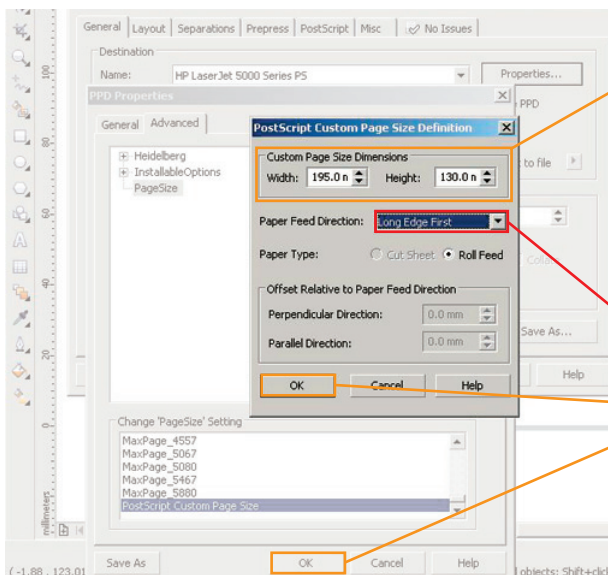 General Layout Separations Prepress PostScript Misc No Issues
Destination
Name: HP LaserJet 5000 Series PS Properties...
PPD Properties
PPD
General Advanced
PostScript Custom Page Size Definition
Heidelberg
InstallableOptions
PageSize
Custom Page Size Dimensions
Width: 195.0 n Height: 130.0 n
to file
Paper Feed Direction: Long Edge First
Paper Type: Cut Sheet Roll Feed
Offset Relative to Paper Feed Direction
Perpendicular Direction: 0.0 mm
Parallel Direction: 0.0 mm
Save As...
OK Cancel Help
Help
Change 'PageSize' Setting
MaxPage_4557
MaxPage_5067
MaxPage_5080
MaxPage_5467
MaxPage_5880
PostScript Custom Page Size
Save As OK Cancel Help
100
80
60
40
20
0
millimeters
( -1.88 , 123.01
objects; Shift+clic